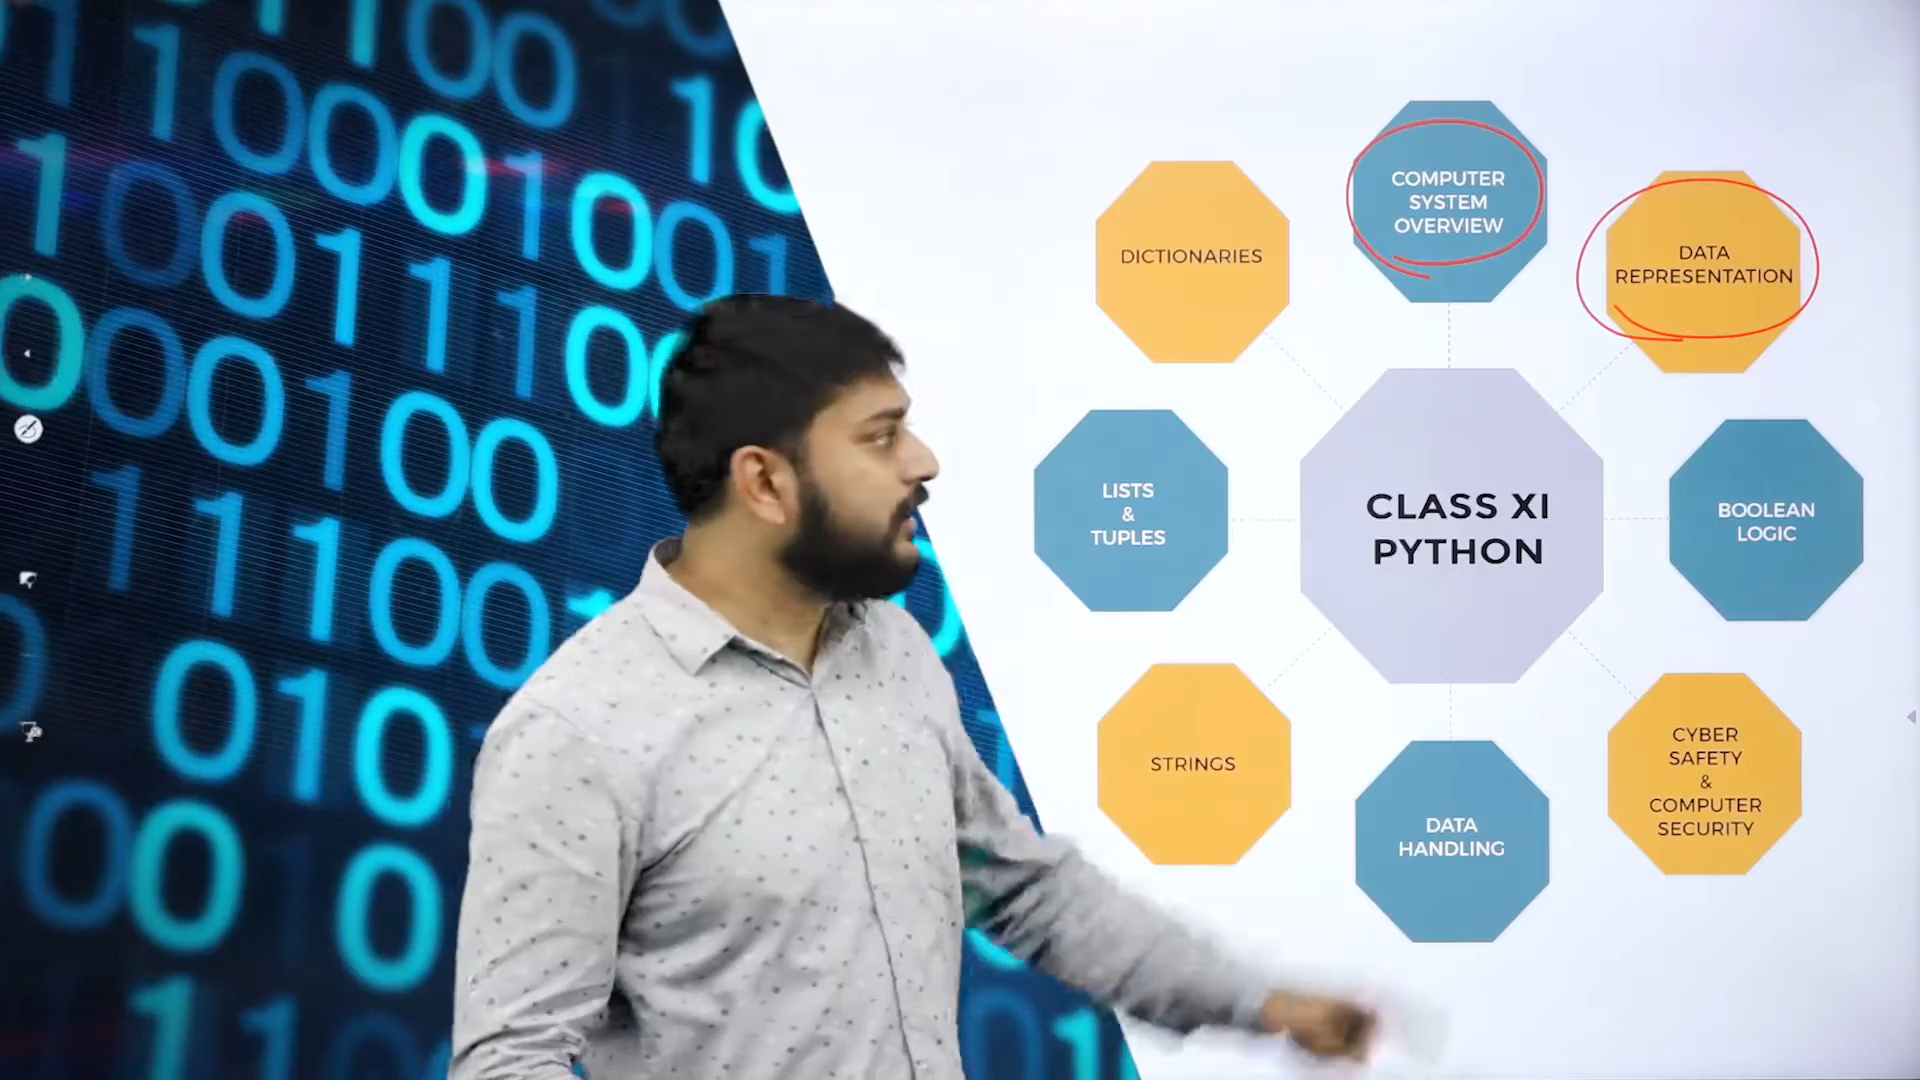 COMPUTER
SYSTEM
OVERVIEW
DATA
REPRESENTATION
BOOLEAN
LOGIC
CYBER
SAFETY
&
COMPUTER
SECURITY
DATA
HANDLING
STRINGS
LISTS
&
TUPLES
DICTIONARIES
CLASS XI
PYTHON